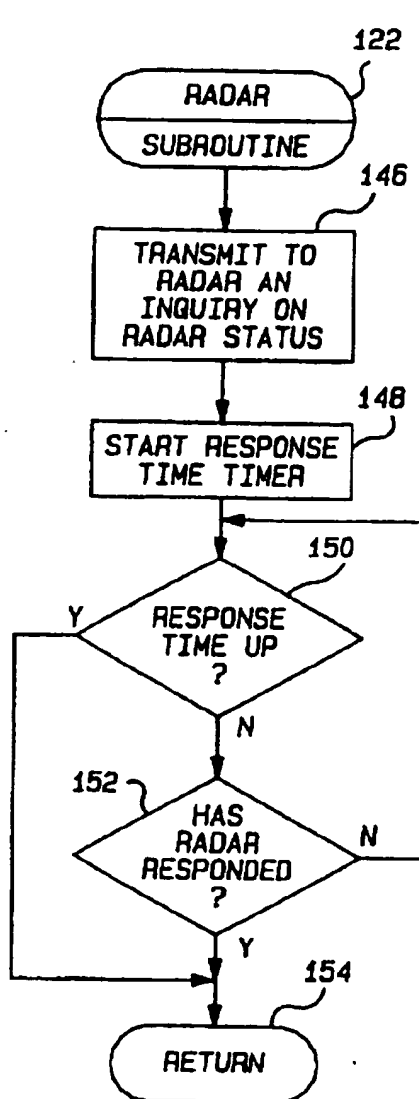 122
RADAR
SUBROUTINE
146
TRANSMIT TO
RADAR AN
INQUIRY ON
RADAR STATUS
148
START RESPONSE
TIME TIMER
150
Y
RESPONSE
TIME UP
?
N
152
HAS
RADAR
RESPONDED
?
N
Y
154
RETURN